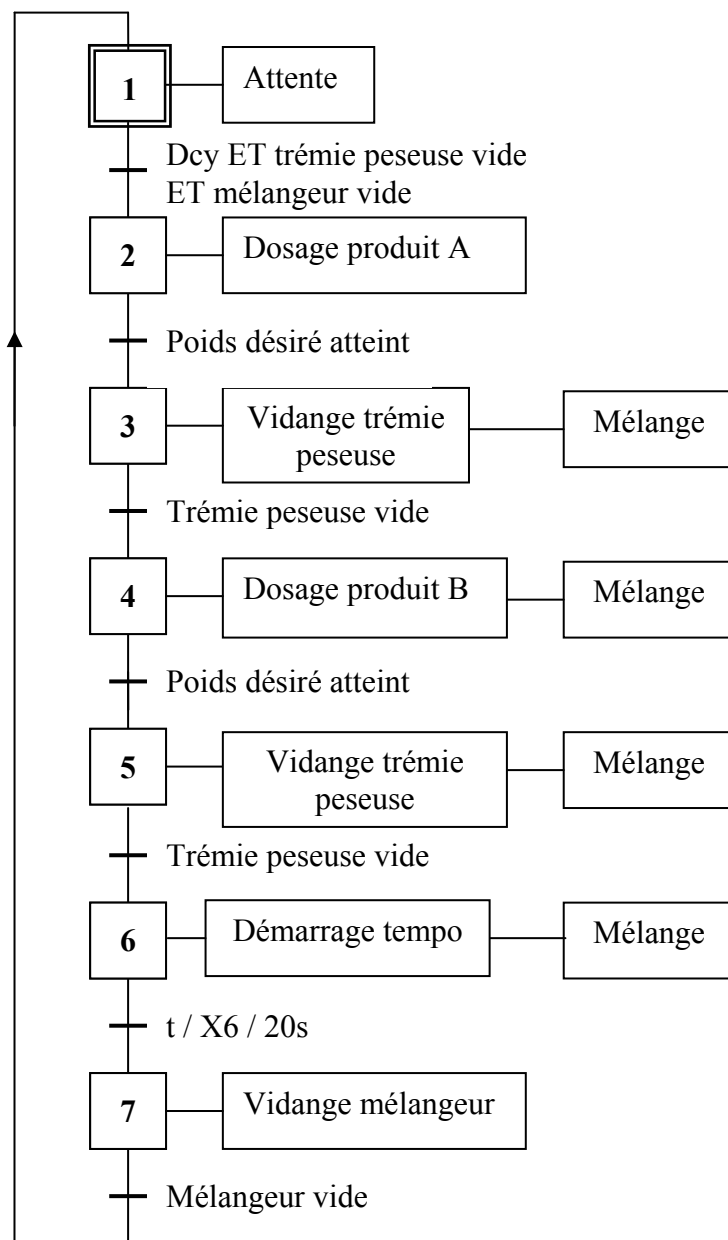 1
Attente
Dcy ET trémie peseuse vide
ET mélangeur vide
2
Dosage produit A
Poids désiré atteint
3
Vidange trémie
peseuse
Mélange
Trémie peseuse vide
4
Dosage produit B
Mélange
Poids désiré atteint
5
Vidange trémie
peseuse
Mélange
Trémie peseuse vide
6
Démarrage tempo
Mélange
t / X6 / 20s
7
Vidange mélangeur
Mélangeur vide